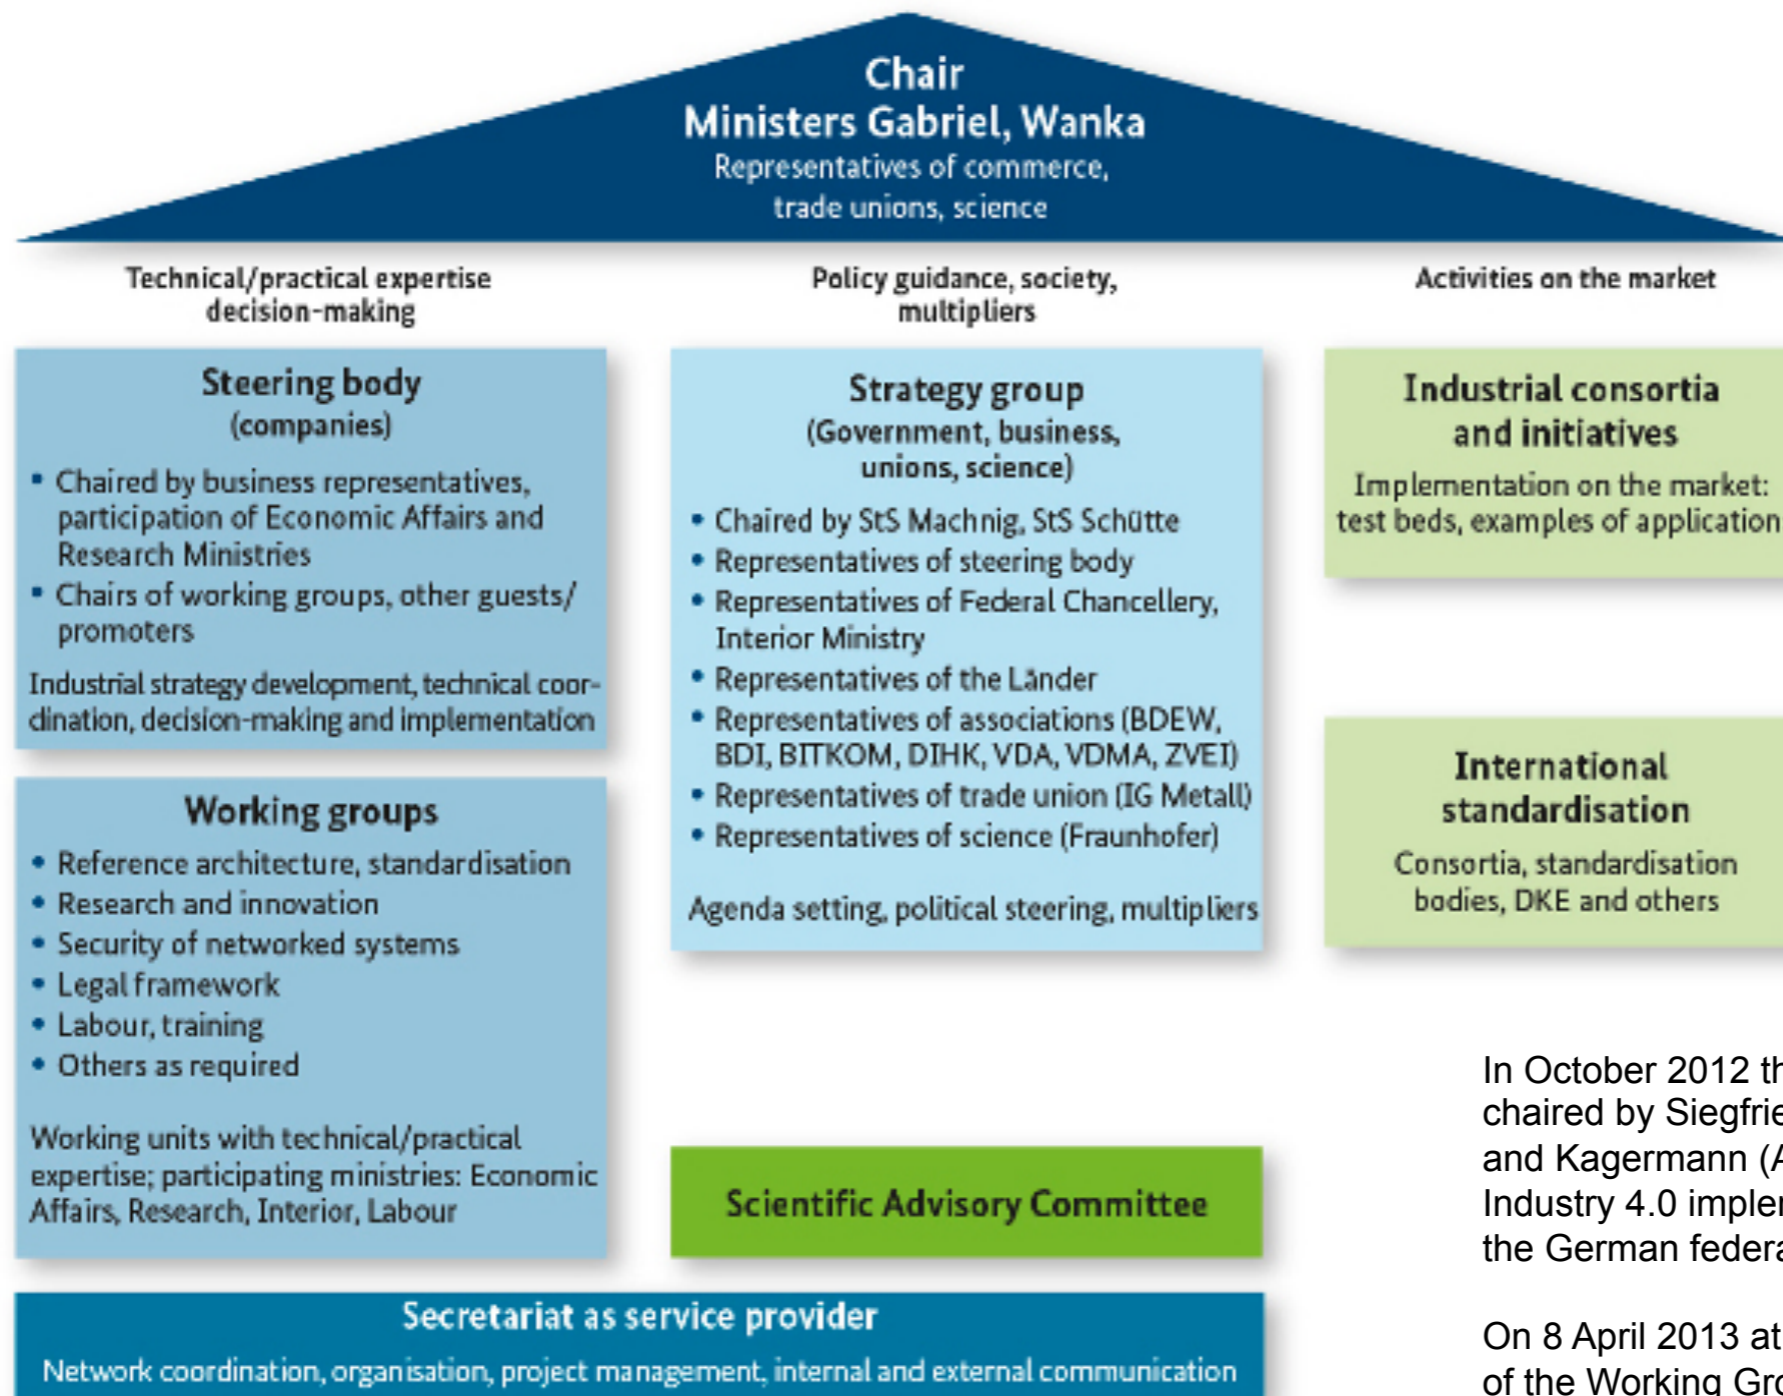 Chair
Ministers Gabriel, Wanka
Representatives of commerce,
trade unions, science
Technical/practical expertise
decision-making
Policy guidance, society,
multipliers
Activities on the market
Steering body
(companies)
• Chaired by business representatives,
participation of Economic Affairs and
Research Ministries
• Chairs of working groups, other guests/
promoters
Industrial strategy development, technical coor-
dination, decision-making and implementation
Working groups
• Reference architecture, standardisation
• Research and innovation
• Security of networked systems
• Legal framework
• Labour, training
• Others as required
Working units with technical/practical
expertise; participating ministries: Economic
Affairs, Research, Interior, Labour
Strategy group
(Government, business,
unions, science)
• Chaired by StS Machnig, StS Schütte
• Representatives of steering body
• Representatives of Federal Chancellery,
Interior Ministry
• Representatives of the Länder
• Representatives of associations (BDEW,
BDI, BITKOM, DIHK, VDA, VDMA, ZVEI)
• Representatives of trade union (IG Metall)
• Representatives of science (Fraunhofer)
Agenda setting, political steering, multipliers
Scientific Advisory Committee
Industrial consortia
and initiatives
Implementation on the market:
test beds, examples of application
International
standardisation
Consortia, standardisation
bodies, DKE and others
Secretariat as service provider
Network coordination, organisation, project management, internal and external communication
In October 2012
chaired by
and Kagermann
Industry 4.0
the German
On 8 April 2013 at
of the Working